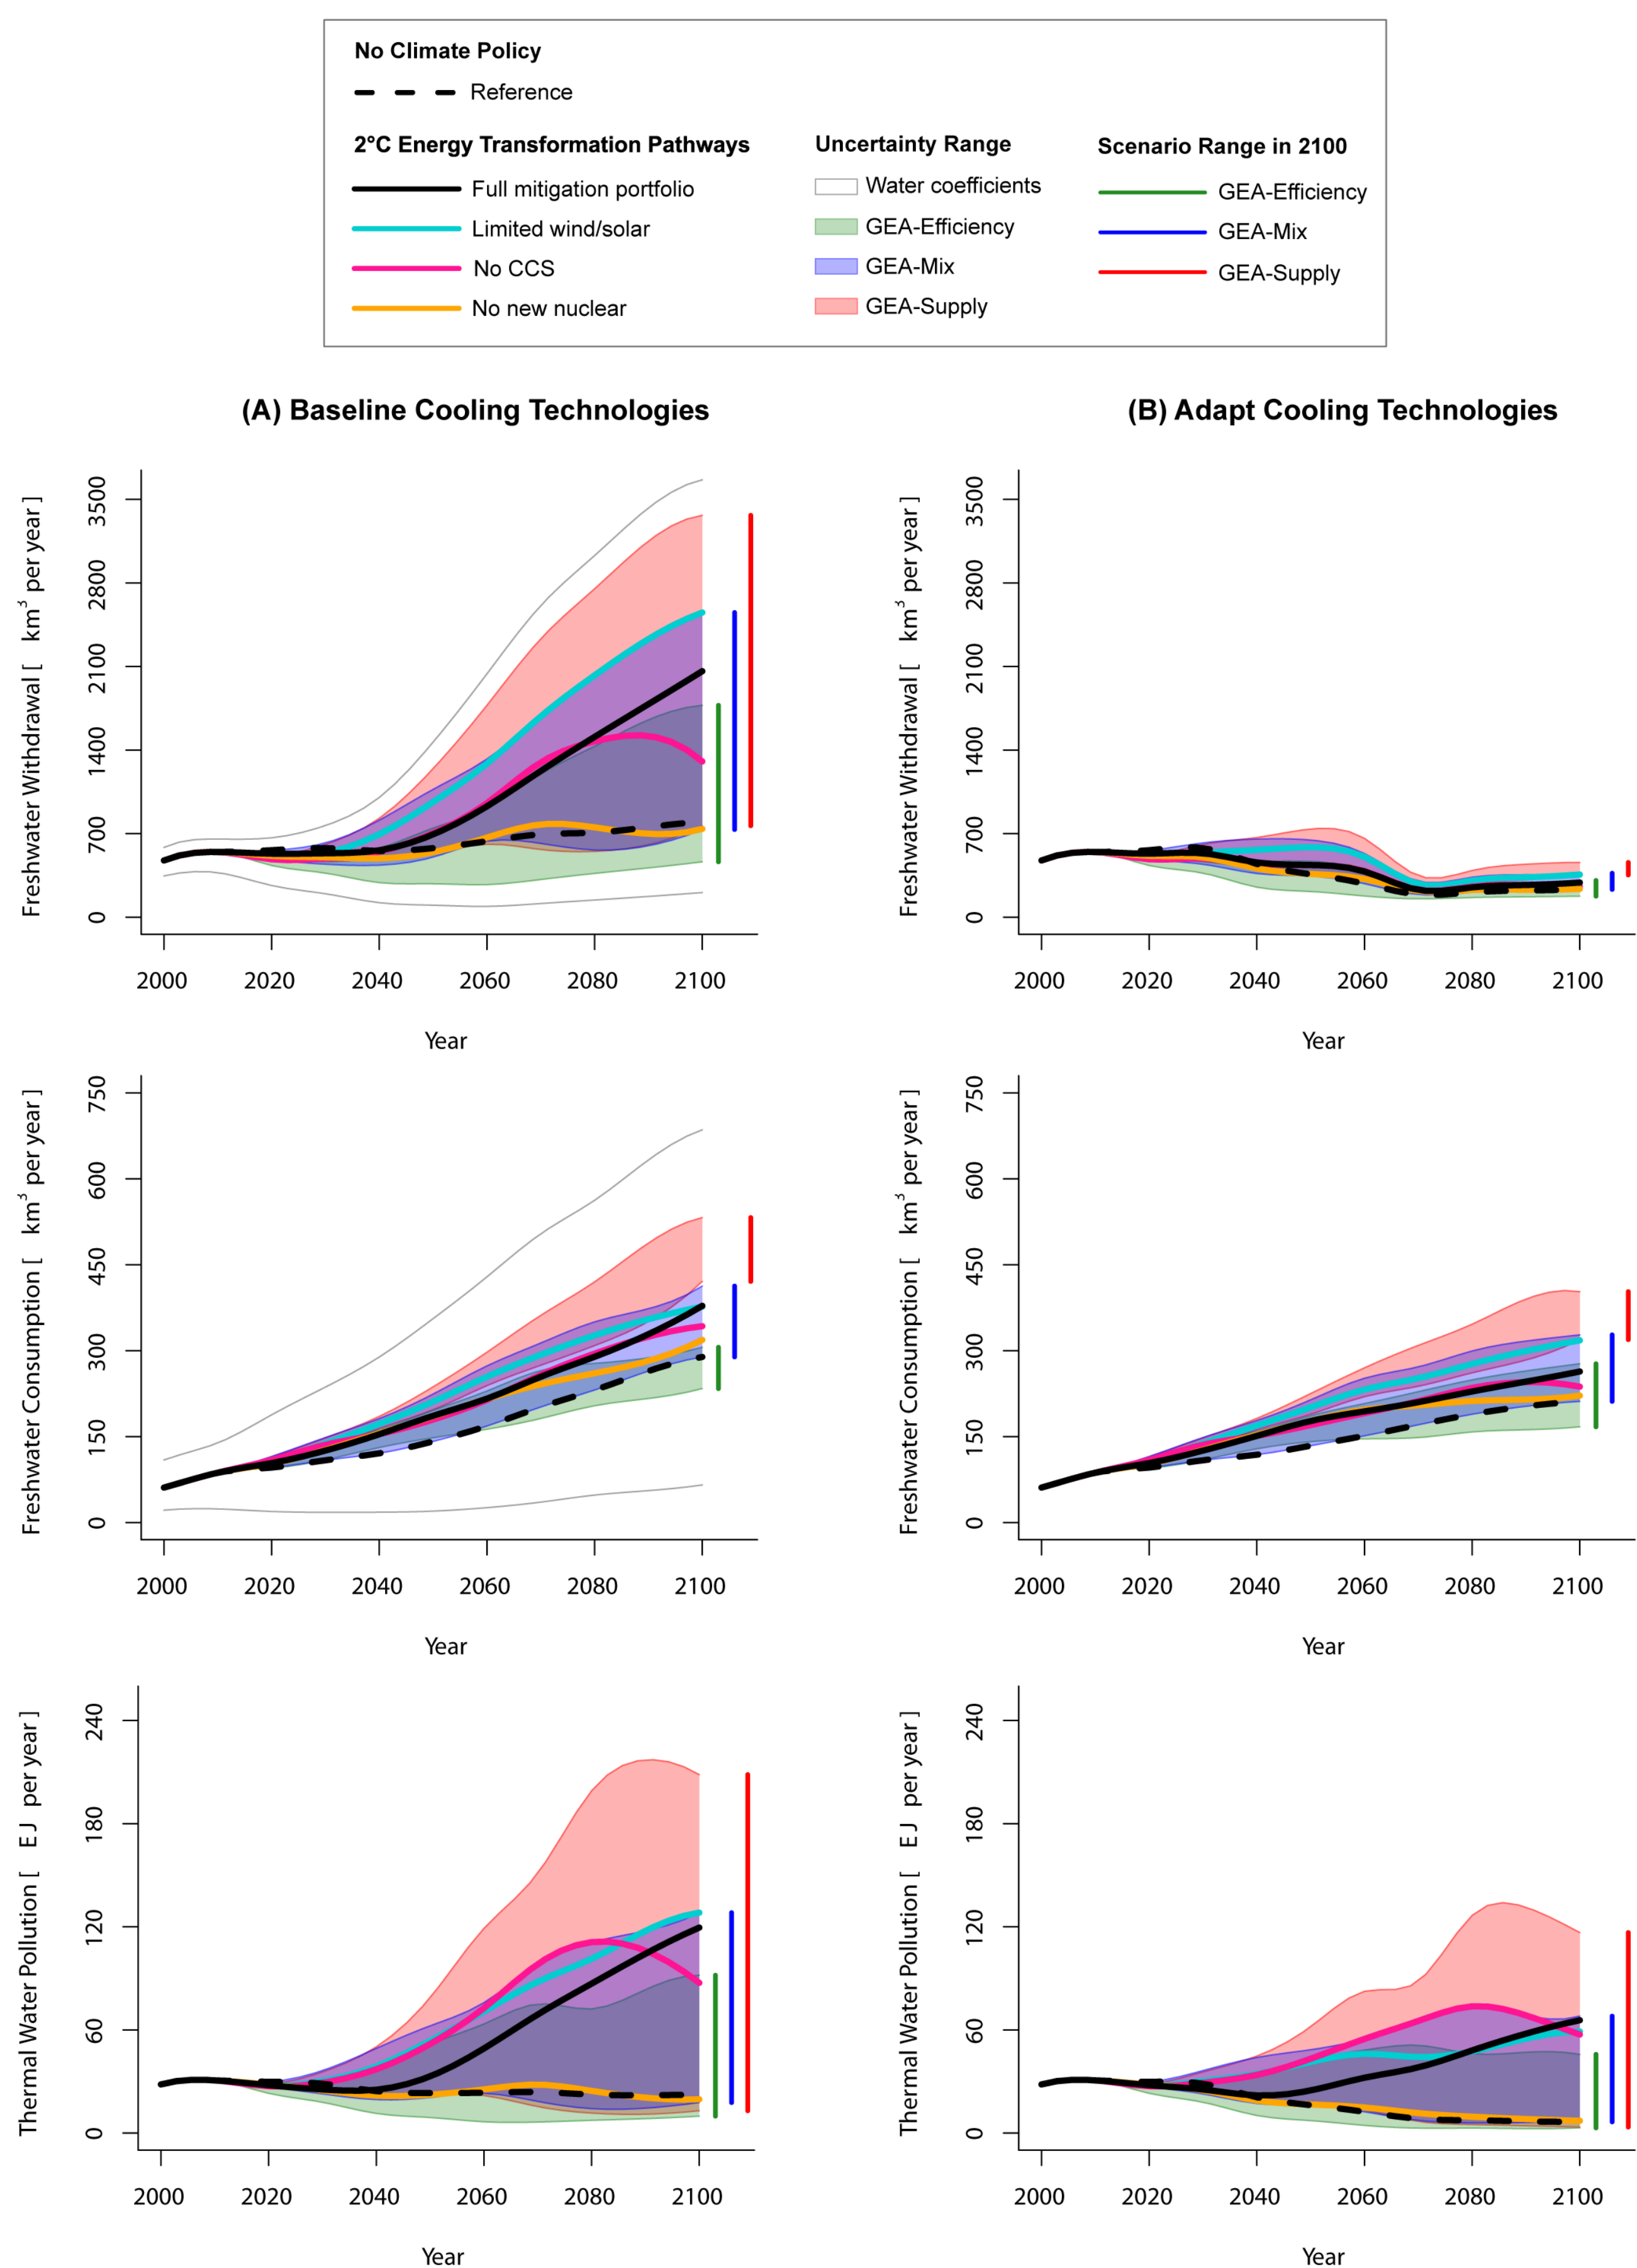 No Climate Policy
Reference
2°C Energy Transformation Pathways
Full mitigation portfolio
Limited wind/solar
No CCS
No new nuclear
Uncertainty Range
Water coefficients
GEA-Efficiency
GEA-Mix
GEA-Supply
Scenario Range in 2100
GEA-Efficiency
GEA-Mix
GEA-Supply
(A) Baseline Cooling Technologies
(B) Adapt Cooling Technologies
Freshwater Withdrawal [ km³ per year ]
3500
2800
2100
1400
700
0
2000 2020 2040 2060 2080 2100
Year
Freshwater Withdrawal [ km³ per year ]
3500
2800
2100
1400
700
0
2000 2020 2040 2060 2080 2100
Year
Freshwater Consumption [ km³ per year ]
750
600
450
300
150
0
2000 2020 2040 2060 2080 2100
Year
Freshwater Consumption [ km³ per year ]
750
600
450
300
150
0
2000 2020 2040 2060 2080 2100
Year
Thermal Water Pollution [ EJ per year ]
240
180
120
60
0
2000 2020 2040 2060 2080 2100
Year
Thermal Water Pollution [ EJ per year ]
240
180
120
60
0
2000 2020 2040 2060 2080 2100
Year